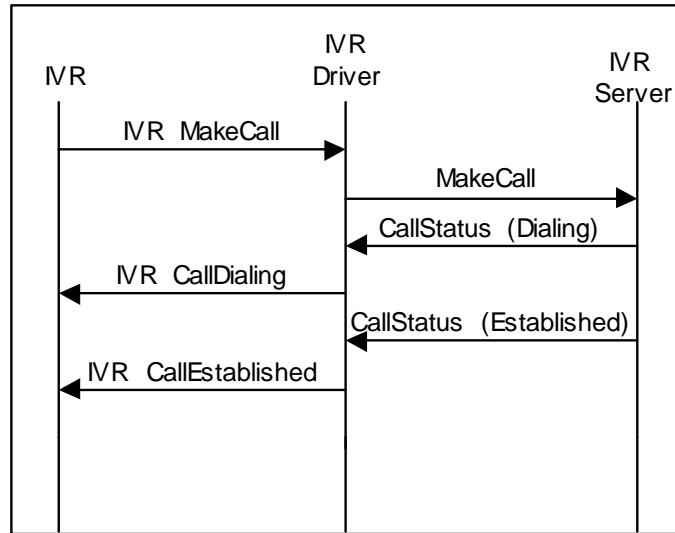 IVR
IVR
Driver
IVR
Server
IVR MakeCall
MakeCall
CallStatus (Dialing)
IVR CallDialing
CallStatus (Established)
IVR CallEstablished